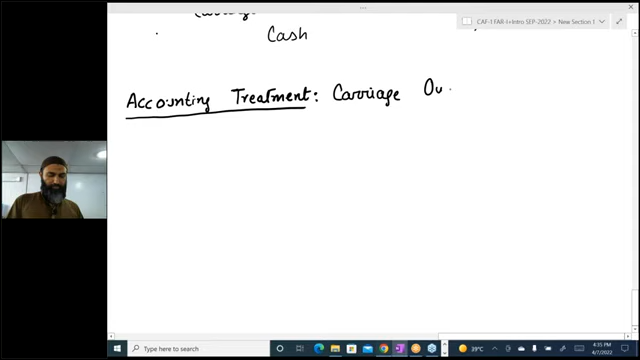 CAF-1 FAR-I+Intro SEP-2022 > New Section 1
Cash
Accounting Treatment: Carriage Ou
Type here to search
39°C
4:35 PM
4/7/2022